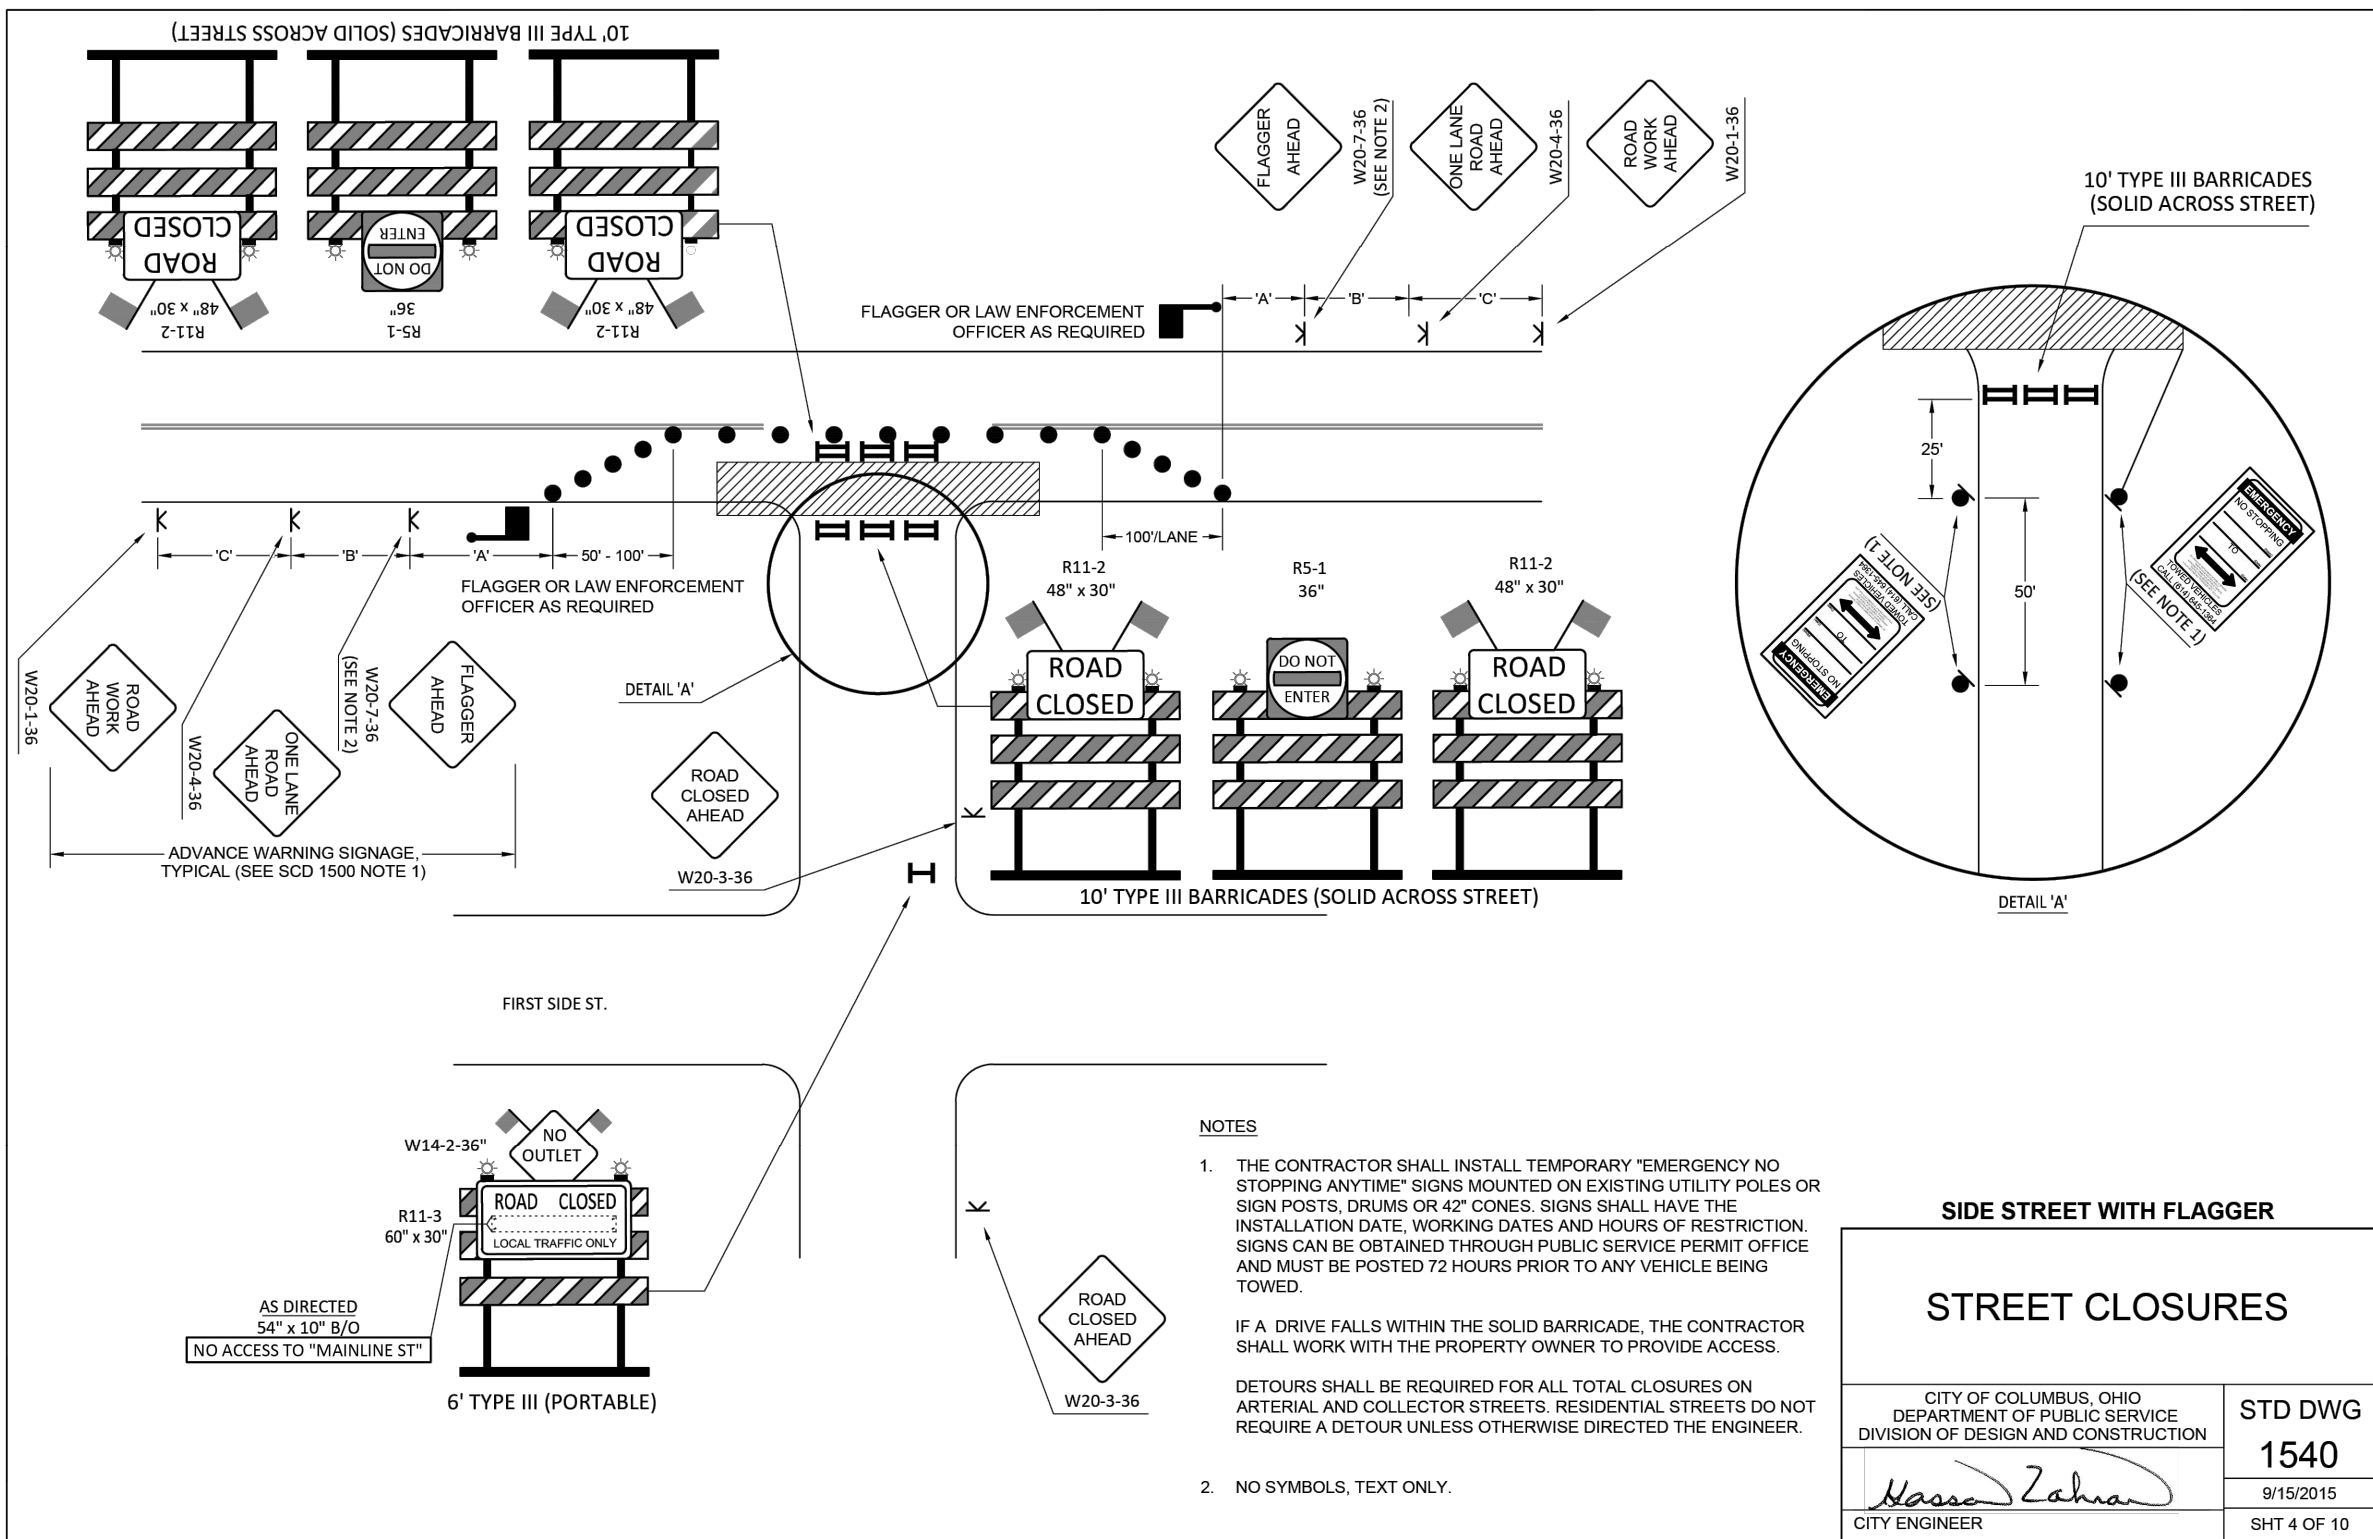 10' TYPE III BARRICADES (SOLID ACROSS STREET)
CLOSED
ROAD
48" x 30"
R11-2
ENTER
DO NOT
36"
R5-1
CLOSED
ROAD
48" x 30"
R11-2
FLAGGER
AHEAD
W20-7-36
(SEE NOTE 2)
ONE LANE
ROAD
AHEAD
W20-4-36
ROAD
WORK
AHEAD
W20-1-36
FLAGGER OR LAW ENFORCEMENT
OFFICER AS REQUIRED
'A'
'B'
'C'
10' TYPE III BARRICADES
(SOLID ACROSS STREET)
25'
50'
(SEE NOTE 1)
EMERGENCY
NO STOPPING
TO
TOWED VEHICLES
CALL (614) 645-1364
EMERGENCY
NO STOPPING
TO
TOWED VEHICLES
CALL (614) 645-1364
(SEE NOTE 1)
DETAIL 'A'
'C'
'B'
'A'
50' - 100'
100'/LANE
FLAGGER OR LAW ENFORCEMENT
OFFICER AS REQUIRED
W20-1-36
ROAD
WORK
AHEAD
W20-4-36
ONE LANE
ROAD
AHEAD
W20-7-36
(SEE NOTE 2)
FLAGGER
AHEAD
ADVANCE WARNING SIGNAGE,
TYPICAL (SEE SCD 1500 NOTE 1)
DETAIL 'A'
ROAD
CLOSED
AHEAD
W20-3-36
R11-2
48" x 30"
ROAD
CLOSED
R5-1
36"
DO NOT
ENTER
R11-2
48" x 30"
ROAD
CLOSED
10' TYPE III BARRICADES (SOLID ACROSS STREET)
FIRST SIDE ST.
W14-2-36"
NO
OUTLET
R11-3
60" x 30"
ROAD CLOSED
LOCAL TRAFFIC ONLY
AS DIRECTED
54" x 10" B/O
NO ACCESS TO "MAINLINE ST"
6' TYPE III (PORTABLE)
ROAD
CLOSED
AHEAD
W20-3-36
NOTES
1. THE CONTRACTOR SHALL INSTALL TEMPORARY "EMERGENCY NO
STOPPING ANYTIME" SIGNS MOUNTED ON EXISTING UTILITY POLES OR
SIGN POSTS, DRUMS OR 42" CONES. SIGNS SHALL HAVE THE
INSTALLATION DATE, WORKING DATES AND HOURS OF RESTRICTION.
SIGNS CAN BE OBTAINED THROUGH PUBLIC SERVICE PERMIT OFFICE
AND MUST BE POSTED 72 HOURS PRIOR TO ANY VEHICLE BEING
TOWED.
IF A DRIVE FALLS WITHIN THE SOLID BARRICADE, THE CONTRACTOR
SHALL WORK WITH THE PROPERTY OWNER TO PROVIDE ACCESS.
DETOURS SHALL BE REQUIRED FOR ALL TOTAL CLOSURES ON
ARTERIAL AND COLLECTOR STREETS. RESIDENTIAL STREETS DO NOT
REQUIRE A DETOUR UNLESS OTHERWISE DIRECTED THE ENGINEER.
2. NO SYMBOLS, TEXT ONLY.
SIDE STREET WITH FLAGGER
STREET CLOSURES
CITY OF COLUMBUS, OHIO
DEPARTMENT OF PUBLIC SERVICE
DIVISION OF DESIGN AND CONSTRUCTION
Hassan Zahran
CITY ENGINEER
STD DWG
1540
9/15/2015
SHT 4 OF 10